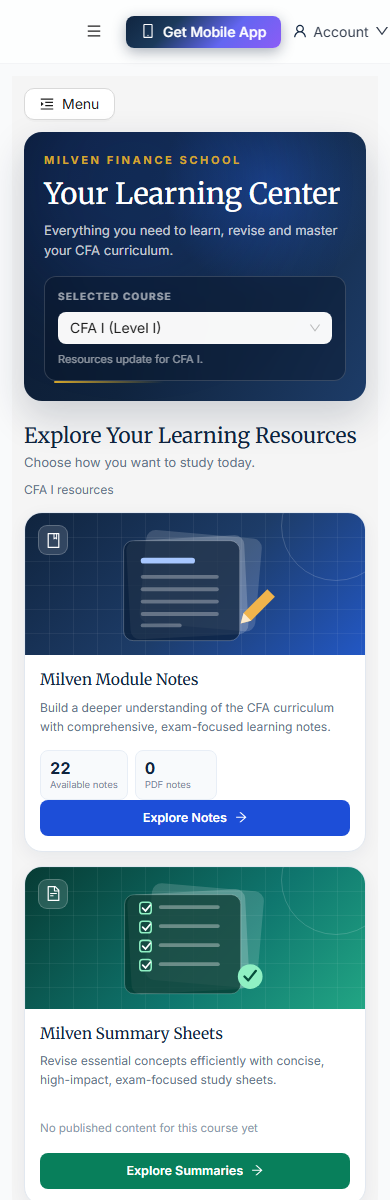 Get Mobile App
Account
Menu
MILVEN FINANCE SCHOOL
Your Learning Center
Everything you need to learn, revise and master
your CFA curriculum.
SELECTED COURSE
CFA I (Level I)
Resources update for CFA I.
Explore Your Learning Resources
Choose how you want to study today.
CFA I resources
Milven Module Notes
Build a deeper understanding of the CFA curriculum
with comprehensive, exam-focused learning notes.
22
Available notes
0
PDF notes
Explore Notes →
Milven Summary Sheets
Revise essential concepts efficiently with concise,
high-impact, exam-focused study sheets.
No published content for this course yet
Explore Summaries →